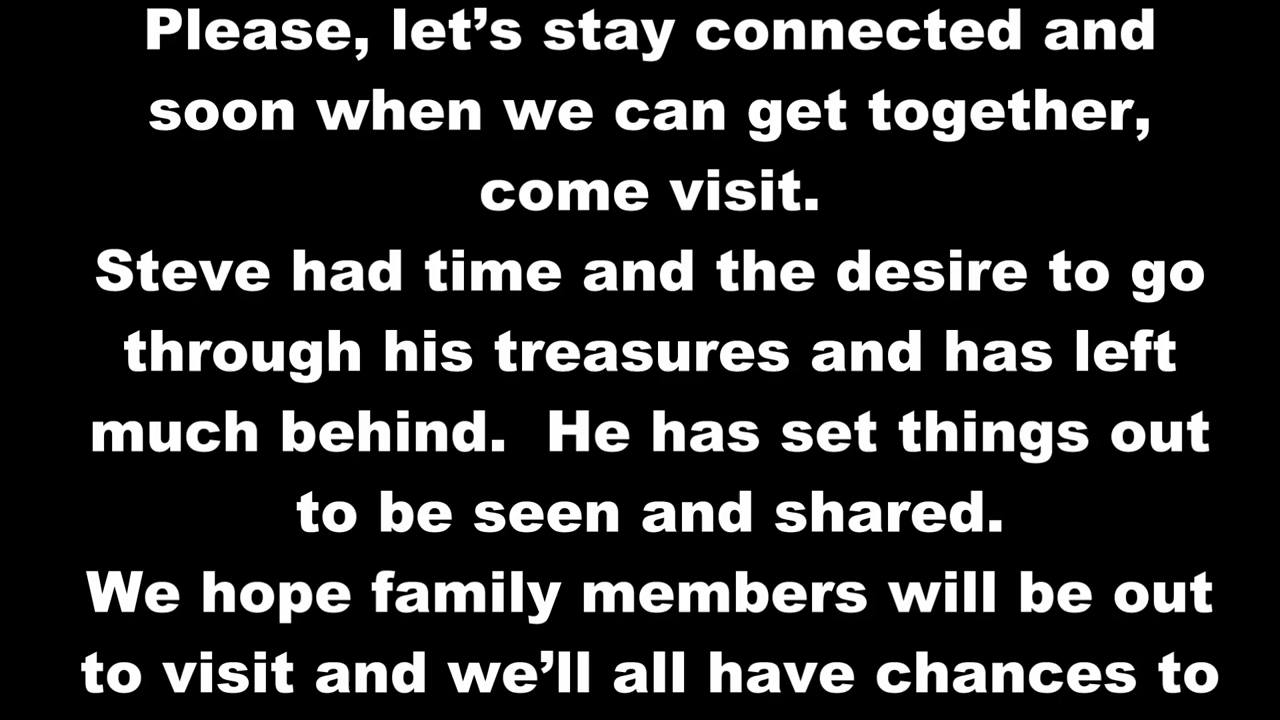 Please, let’s stay connected and
soon when we can get together,
come visit.
Steve had time and the desire to go
through his treasures and has left
much behind.  He has set things out
to be seen and shared.
We hope family members will be out
to visit and we’ll all have chances to